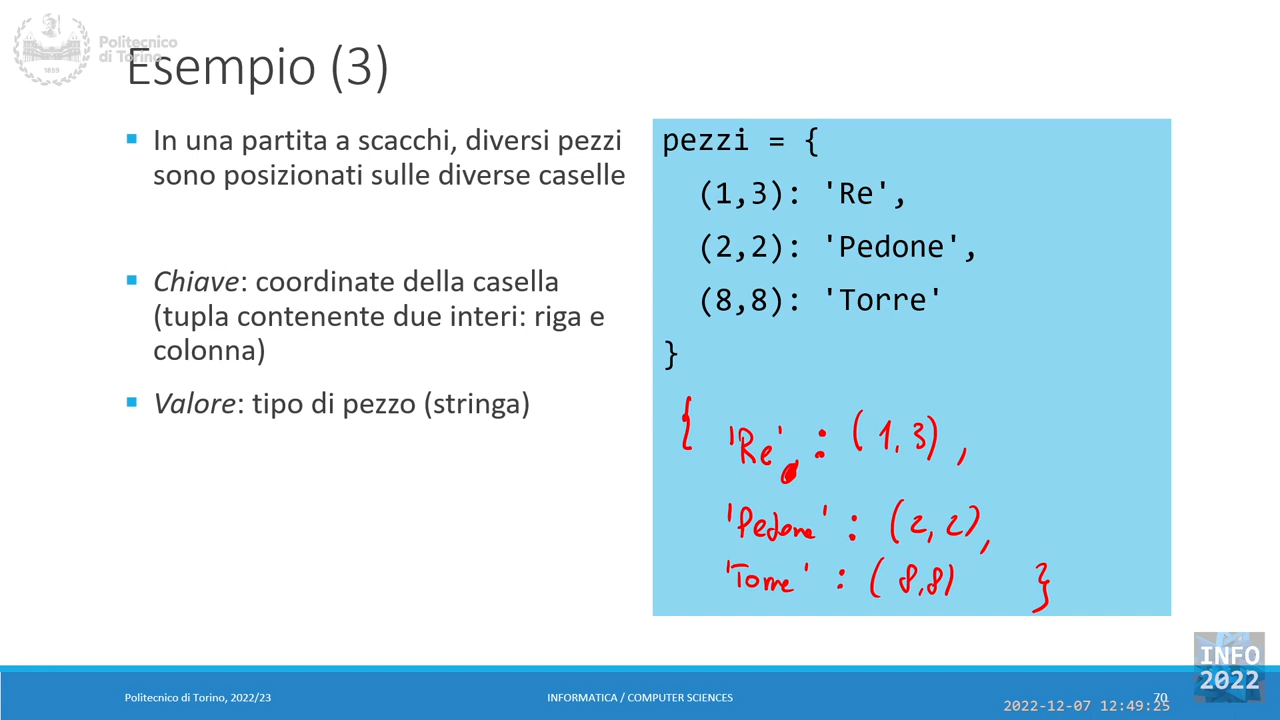 Politecnico
di Torino
1859
Esempio (3)
In una partita a scacchi, diversi pezzi
sono posizionati sulle diverse caselle
Chiave: coordinate della casella
(tupla contenente due interi: riga e
colonna)
Valore: tipo di pezzo (stringa)
pezzi = {
(1,3): 'Re',
(2,2): 'Pedone',
(8,8): 'Torre'
}
{ 'Re' : (1,3),
'Pedone' : (2,2),
'Torre' : (8,8) }
INFO
2022
Politecnico di Torino, 2022/23
INFORMATICA / COMPUTER SCIENCES
70
2022-12-07 12:49:25